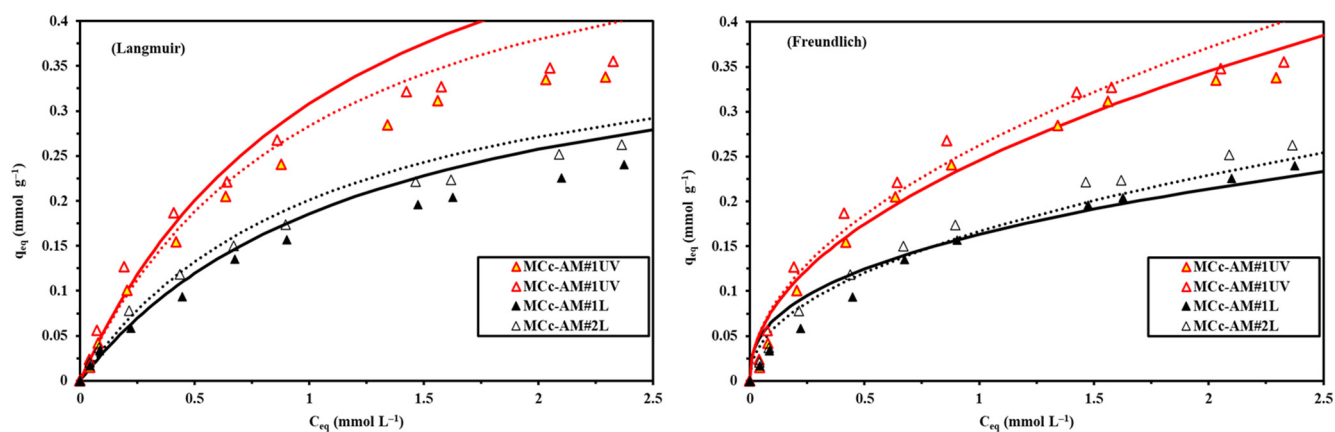 (Langmuir)
q_eq (mmol g⁻¹)
0.4
0.35
0.3
0.25
0.2
0.15
0.1
0.05
0
0
0.5
1
1.5
2
2.5
C_eq (mmol L⁻¹)
MCc-AM#1UV
MCc-AM#1UV
MCc-AM#1L
MCc-AM#2L
(Freundlich)
q_eq (mmol g⁻¹)
0.4
0.35
0.3
0.25
0.2
0.15
0.1
0.05
0
0
0.5
1
1.5
2
2.5
C_eq (mmol L⁻¹)
MCc-AM#1UV
MCc-AM#1UV
MCc-AM#1L
MCc-AM#2L